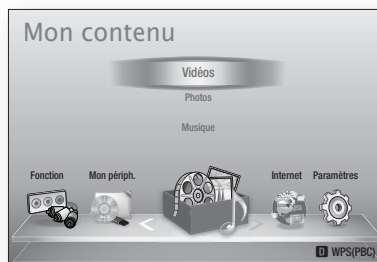 Mon contenu
Vidéos
Photos
Musique
Fonction Mon périph. Internet Paramètres
D WPS(PBC)